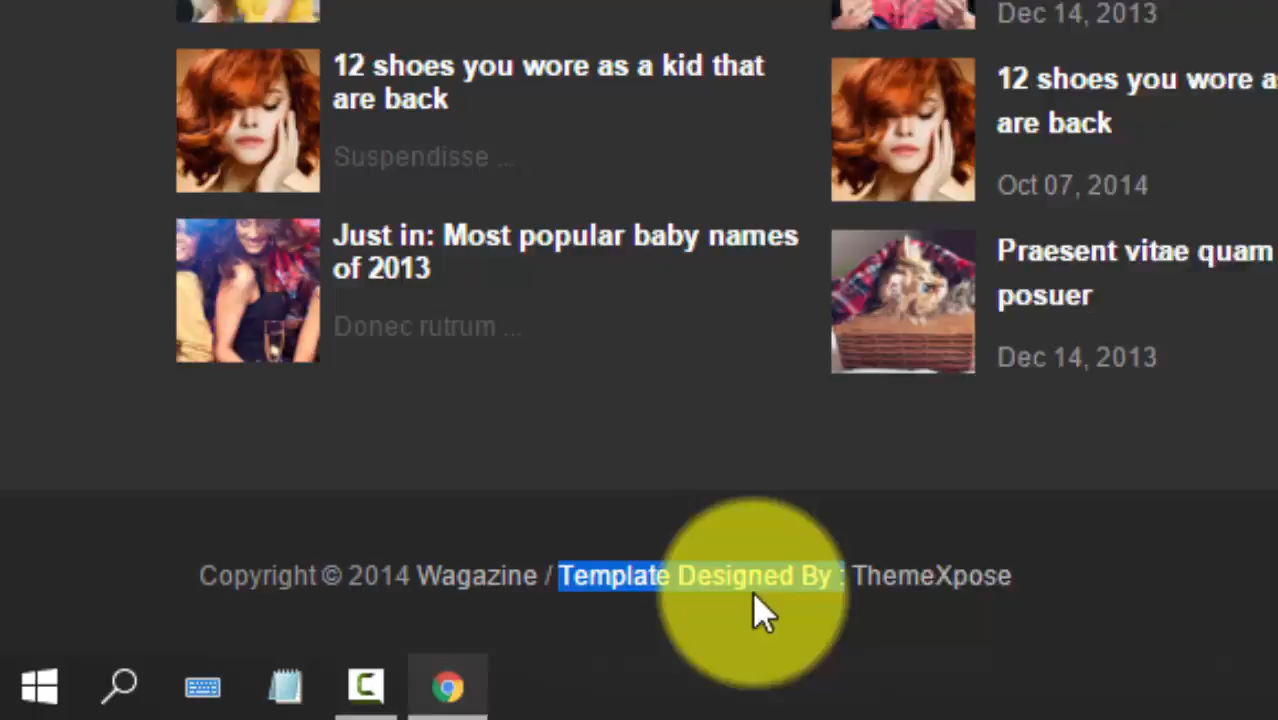 12 shoes you wore as a kid that
are back
Suspendisse ...
Just in: Most popular baby names
of 2013
Donec rutrum ...
Dec 14, 2013
12 shoes you wore as
are back
Oct 07, 2014
Praesent vitae quam
posuer
Dec 14, 2013
Copyright © 2014 Wagazine / Template Designed By : ThemeXpose